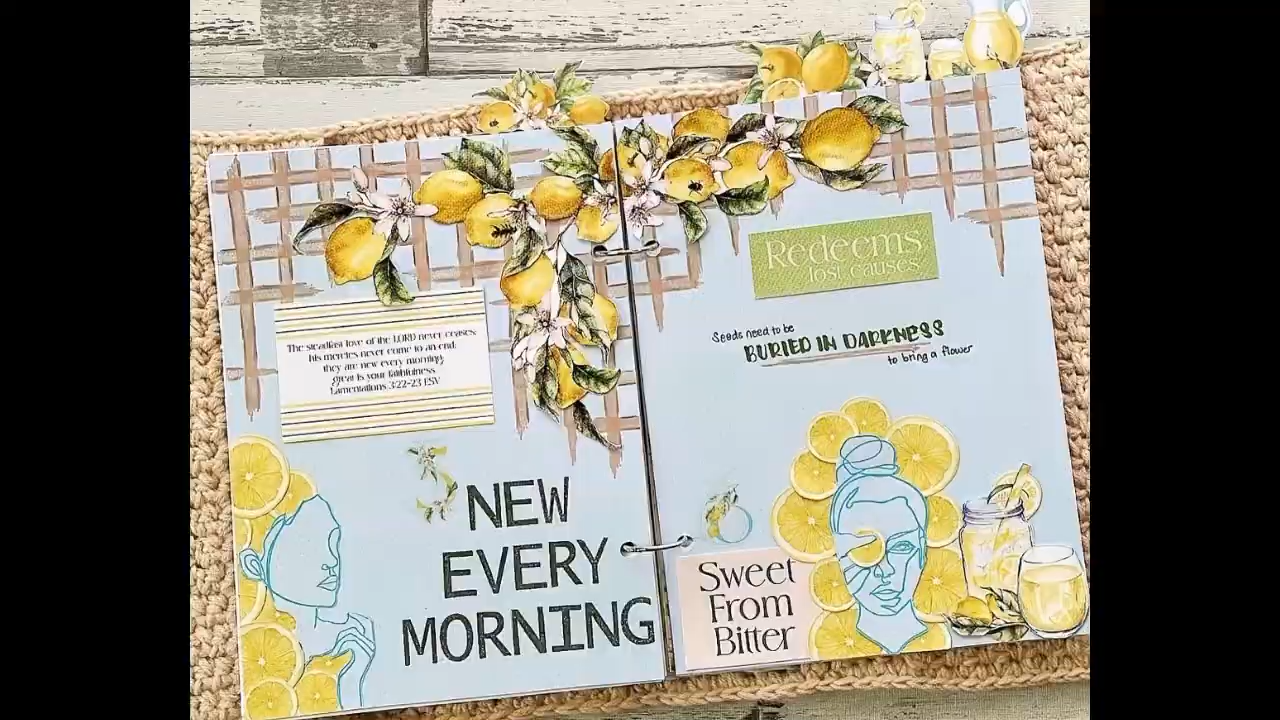 The steadfast love of the LORD never ceases;
his mercies never come to an end;
they are new every morning;
great is your faithfulness
Lamentations 3:22-23 ESV
NEW
EVERY
MORNING
Redeems
lost causes
Seeds need to be
BURIED IN DARKNESS
to bring a flower
Sweet
From
Bitter